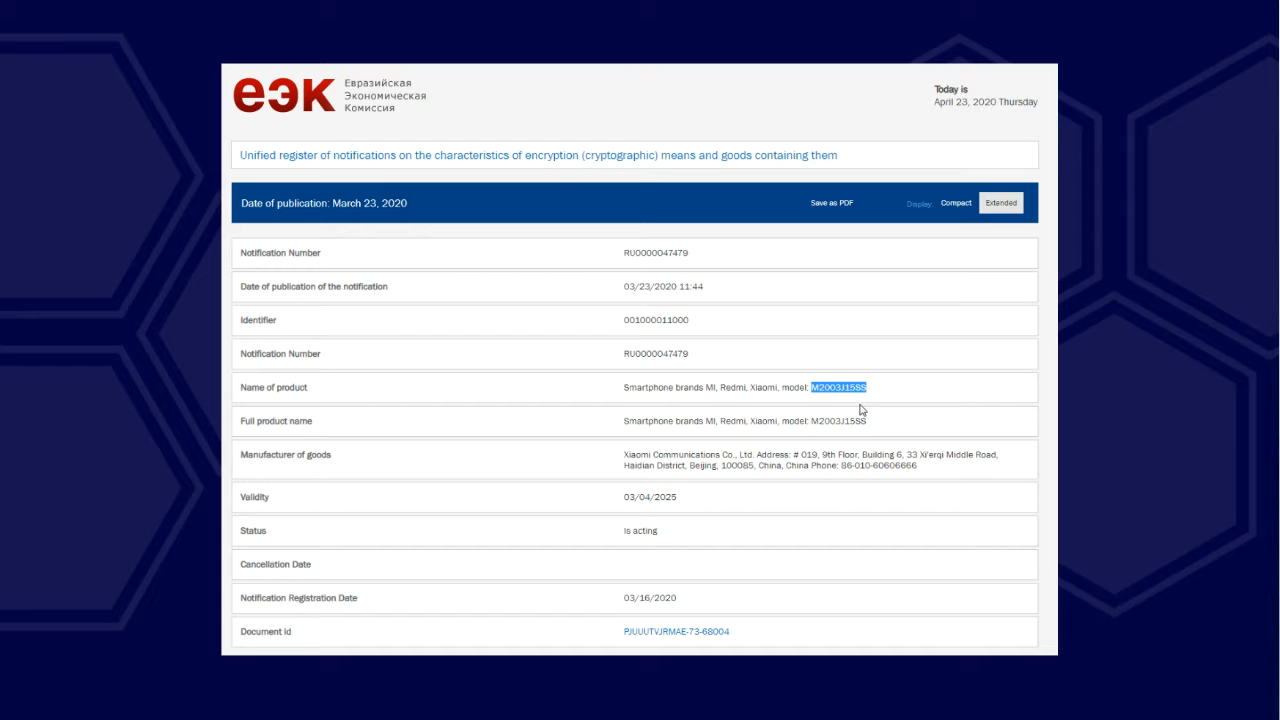 еэк
Евразийская
Экономическая
Комиссия
Today is
April 23, 2020 Thursday
Unified register of notifications on the characteristics of encryption (cryptographic) means and goods containing them
Date of publication: March 23, 2020 Save as PDF Display: Compact Extended
Notification Number RU0000047479
Date of publication of the notification 03/23/2020 11:44
Identifier 001000011000
Notification Number RU0000047479
Name of product Smartphone brands MI, Redmi, Xiaomi, model: M2003J15SS
Full product name Smartphone brands MI, Redmi, Xiaomi, model: M2003J15SS
Manufacturer of goods Xiaomi Communications Co., Ltd. Address: # 019, 9th Floor, Building 6, 33 Xi'erqi Middle Road,
Haidian District, Beijing, 100085, China, China Phone: 86-010-60606666
Validity 03/04/2025
Status Is acting
Cancellation Date
Notification Registration Date 03/16/2020
Document Id PJUUUTVJRMAE-73-68004